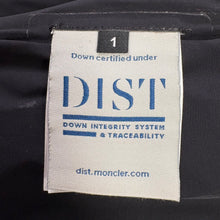 1
Down certified under
DIST
DOWN INTEGRITY SYSTEM
& TRACEABILITY
dist.moncler.com